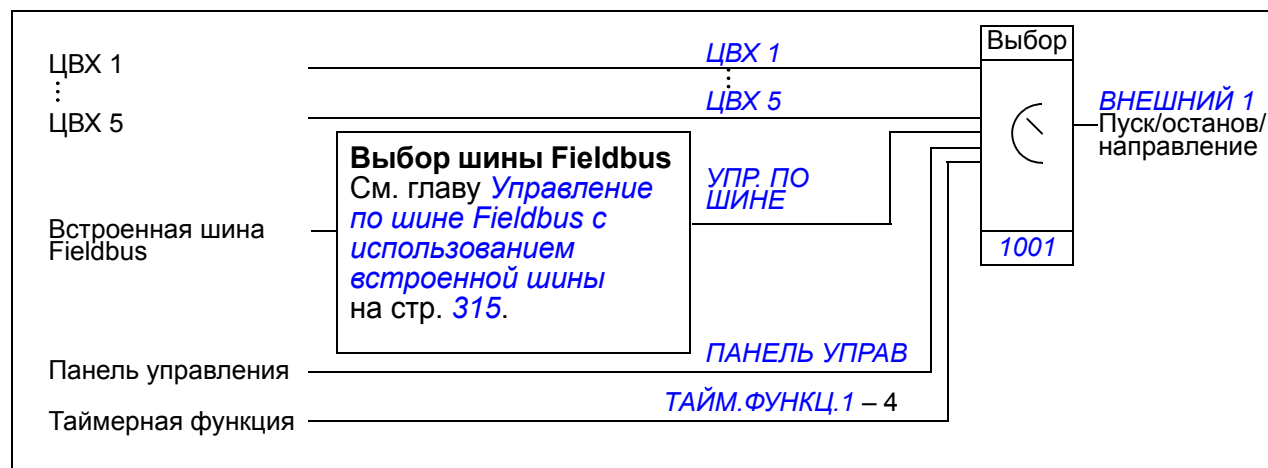 ЦВХ 1
ЦВХ 5
Встроенная шина
Fieldbus
Панель управления
Таймерная функция
Выбор шины Fieldbus
См. главу Управление
по шине Fieldbus с
использованием
встроенной шины
на стр. 315.
ЦВХ 1
ЦВХ 5
УПР. ПО
ШИНЕ
ПАНЕЛЬ УПРАВ
ТАЙМ.ФУНКЦ.1 – 4
Выбор
1001
ВНЕШНИЙ 1
Пуск/останов/
направление